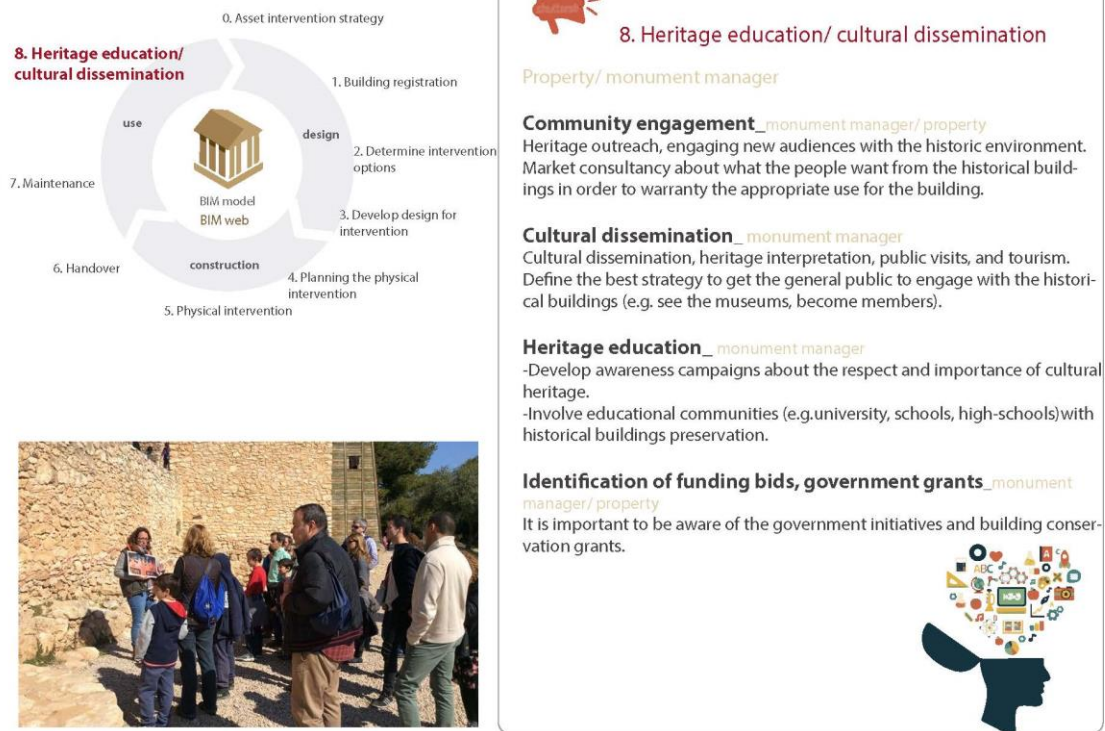 0. Asset intervention strategy
8. Heritage education/
cultural dissemination
1. Building registration
use
design
2. Determine intervention
options
7. Maintenance
BIM model
BIM web
3. Develop design for
intervention
6. Handover
construction
4. Planning the physical
intervention
5. Physical intervention
shutterst
8. Heritage education/ cultural dissemination
Property/ monument manager
Community engagement_monument manager/ property
Heritage outreach, engaging new audiences with the historic environment.
Market consultancy about what the people want from the historical build-
ings in order to warranty the appropriate use for the building.
Cultural dissemination_ monument manager
Cultural dissemination, heritage interpretation, public visits, and tourism.
Define the best strategy to get the general public to engage with the histori-
cal buildings (e.g. see the museums, become members).
Heritage education_ monument manager
-Develop awareness campaigns about the respect and importance of cultural
heritage.
-Involve educational communities (e.g.university, schools, high-schools)with
historical buildings preservation.
Identification of funding bids, government grants_monument
manager/ property
It is important to be aware of the government initiatives and building conser-
vation grants.
ABC
A